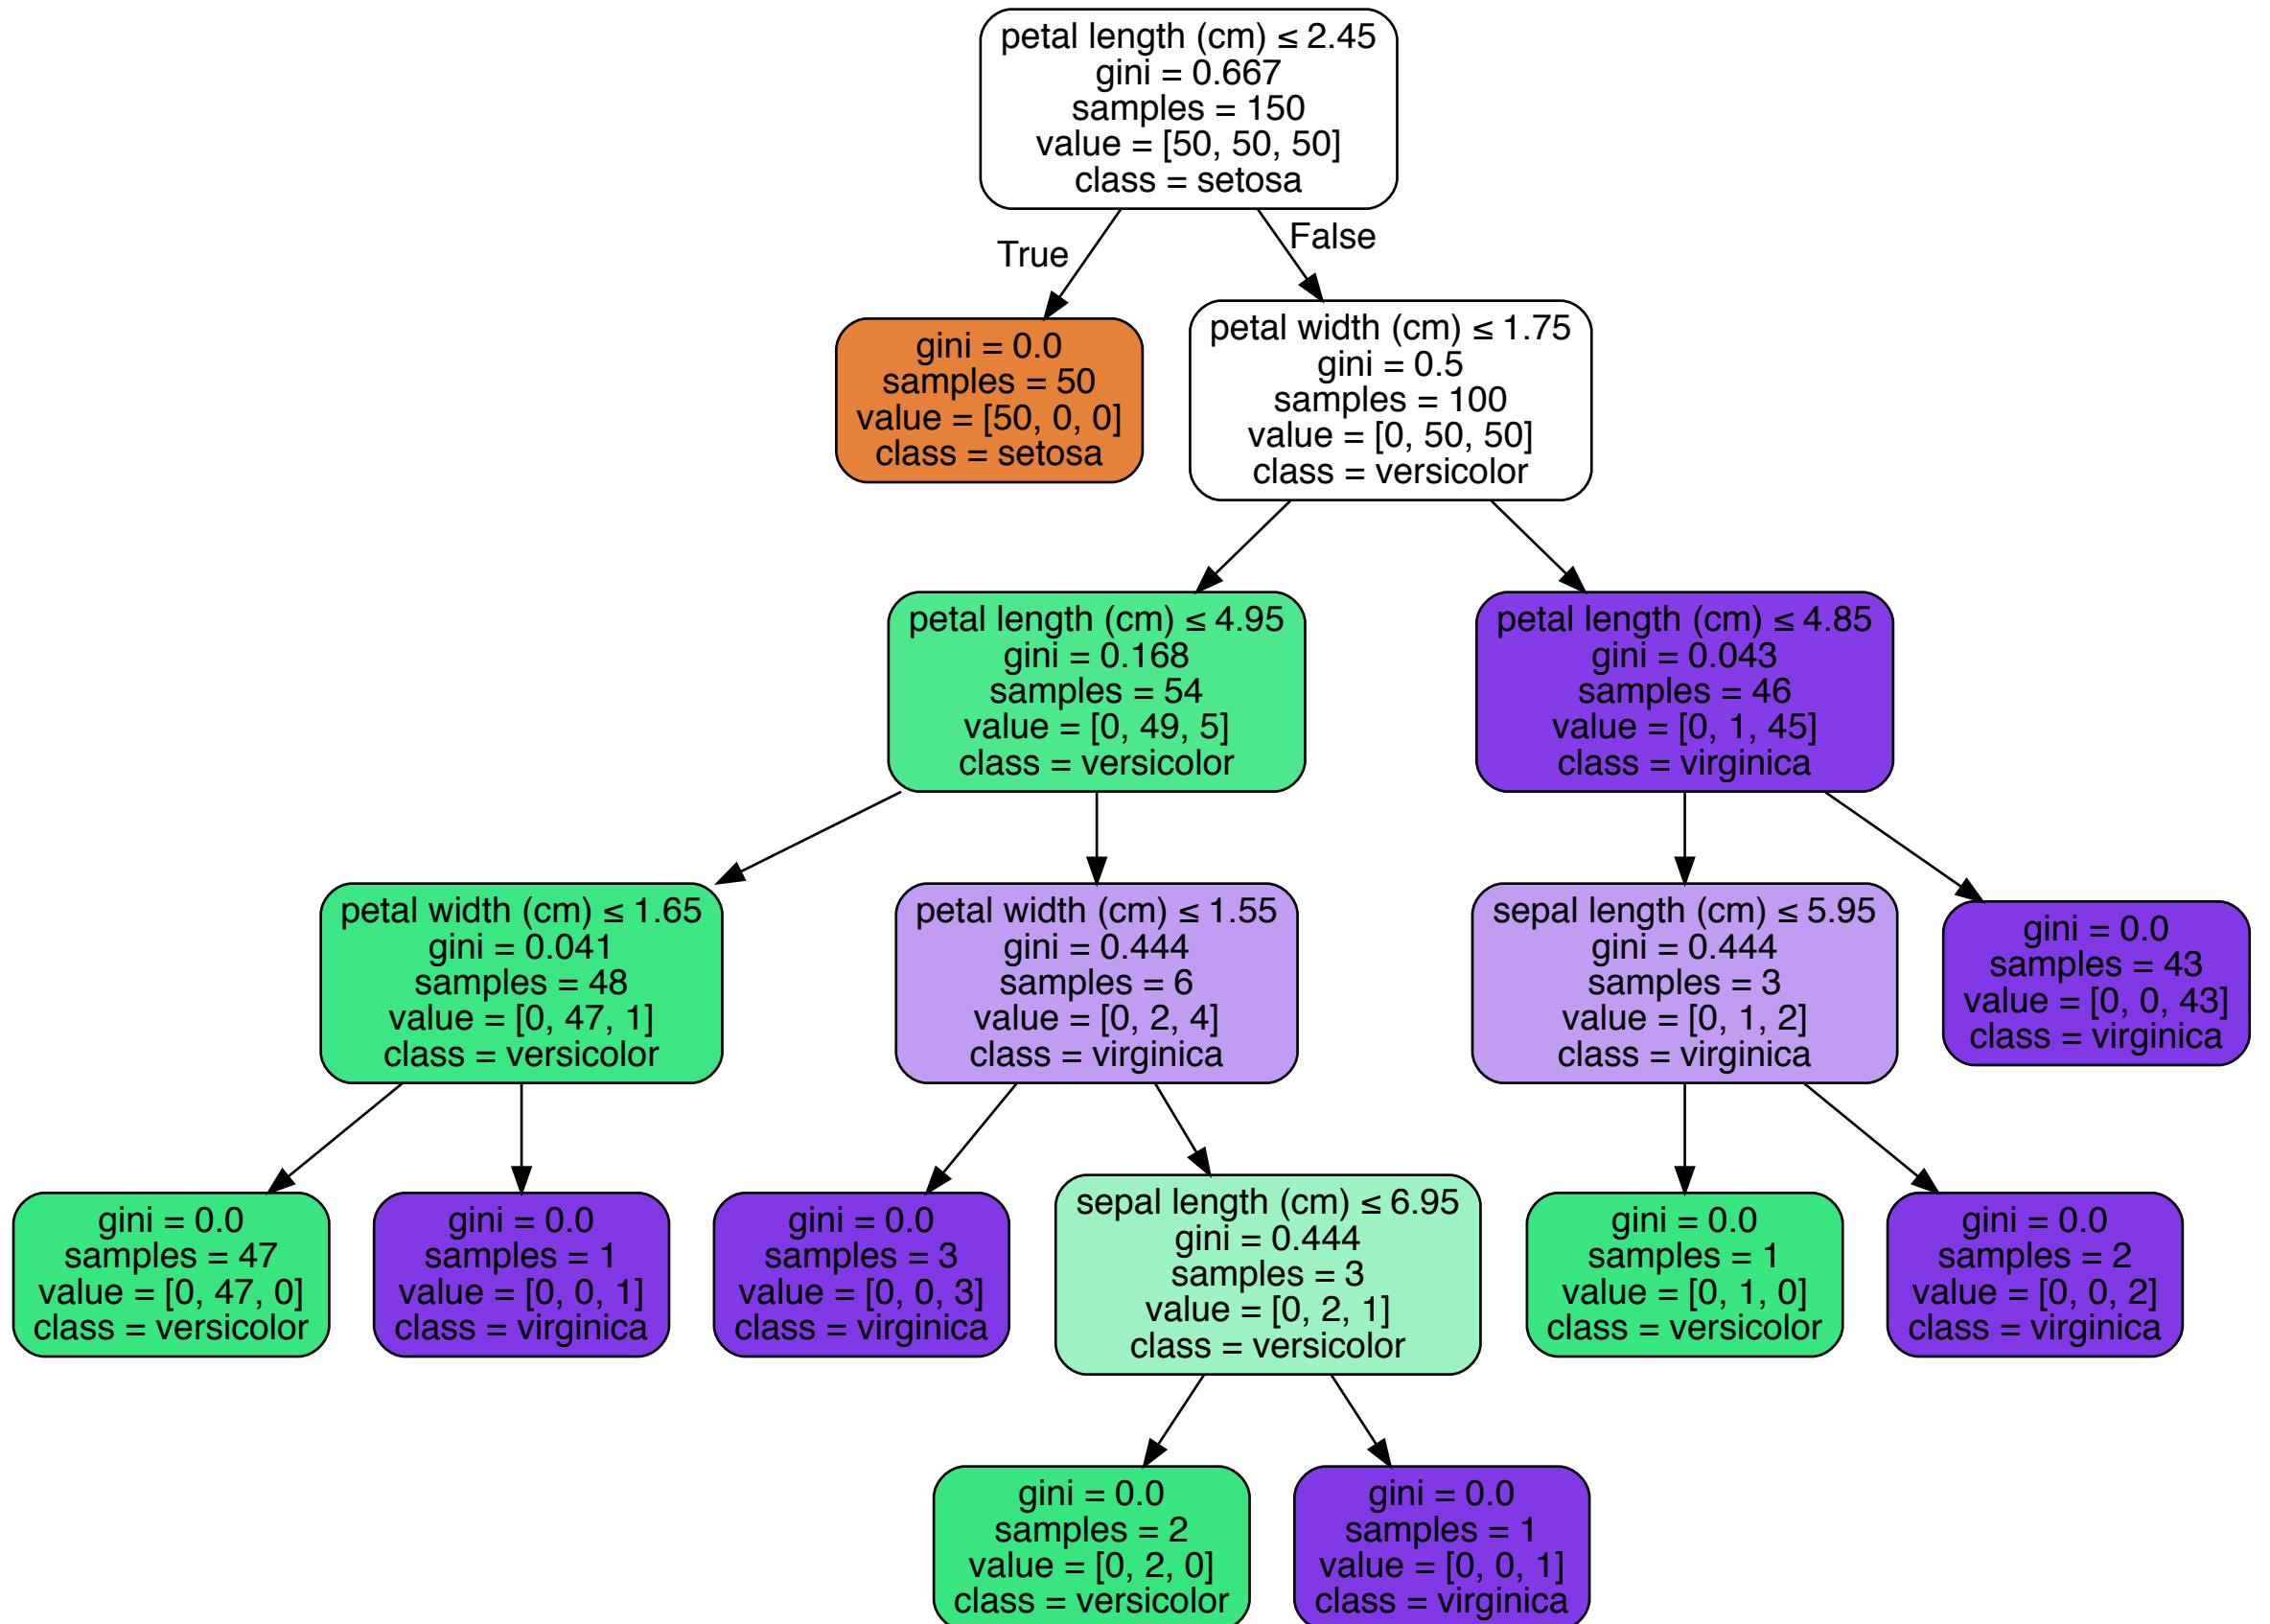 petal length (cm) ≤ 2.45
gini = 0.667
samples = 150
value = [50, 50, 50]
class = setosa
True
False
gini = 0.0
samples = 50
value = [50, 0, 0]
class = setosa
petal width (cm) ≤ 1.75
gini = 0.5
samples = 100
value = [0, 50, 50]
class = versicolor
petal length (cm) ≤ 4.95
gini = 0.168
samples = 54
value = [0, 49, 5]
class = versicolor
petal length (cm) ≤ 4.85
gini = 0.043
samples = 46
value = [0, 1, 45]
class = virginica
petal width (cm) ≤ 1.65
gini = 0.041
samples = 48
value = [0, 47, 1]
class = versicolor
petal width (cm) ≤ 1.55
gini = 0.444
samples = 6
value = [0, 2, 4]
class = virginica
sepal length (cm) ≤ 5.95
gini = 0.444
samples = 3
value = [0, 1, 2]
class = virginica
gini = 0.0
samples = 43
value = [0, 0, 43]
class = virginica
gini = 0.0
samples = 47
value = [0, 47, 0]
class = versicolor
gini = 0.0
samples = 1
value = [0, 0, 1]
class = virginica
gini = 0.0
samples = 3
value = [0, 0, 3]
class = virginica
sepal length (cm) ≤ 6.95
gini = 0.444
samples = 3
value = [0, 2, 1]
class = versicolor
gini = 0.0
samples = 1
value = [0, 1, 0]
class = versicolor
gini = 0.0
samples = 2
value = [0, 0, 2]
class = virginica
gini = 0.0
samples = 2
value = [0, 2, 0]
class = versicolor
gini = 0.0
samples = 1
value = [0, 0, 1]
class = virginica